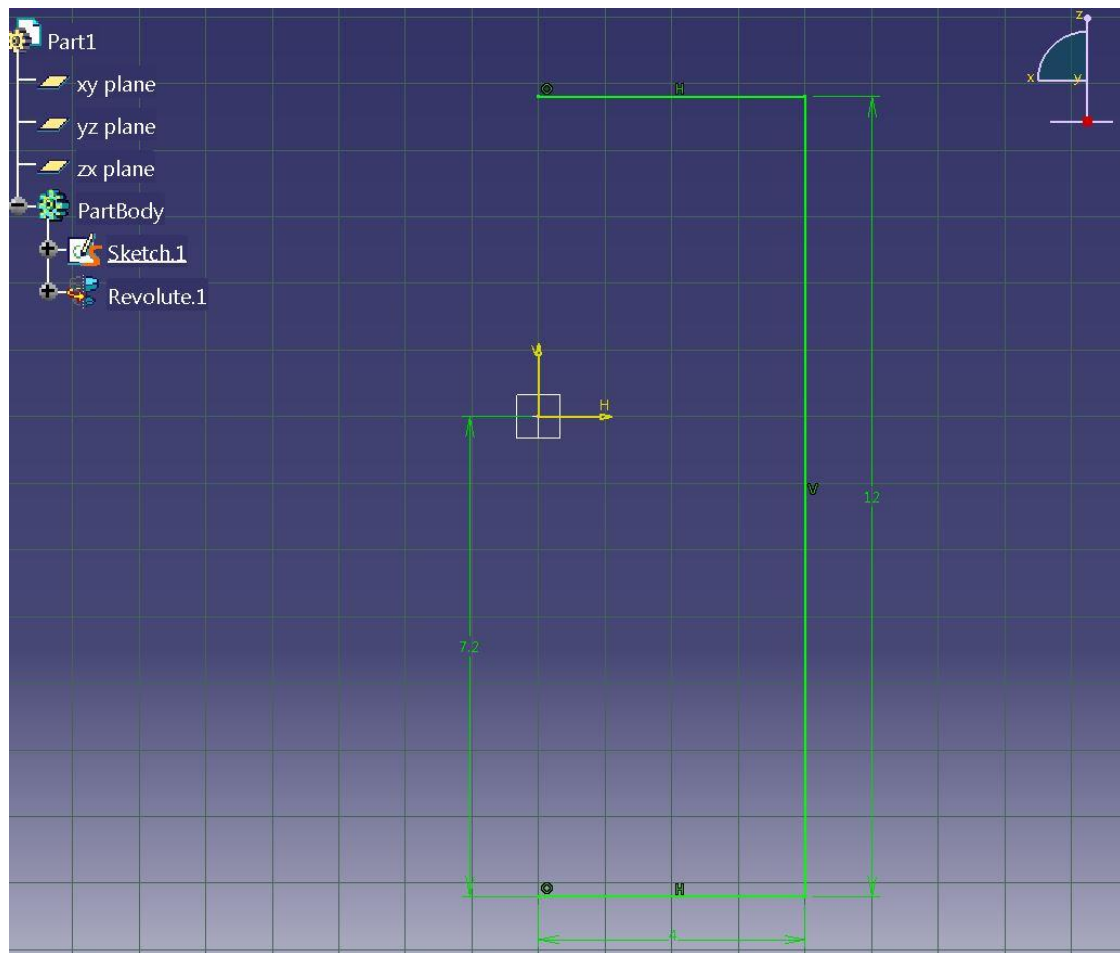 Part1
xy plane
yz plane
zx plane
PartBody
Sketch.1
Revolute.1
z
x
y
H
V
H
V
12
7.2
H
4